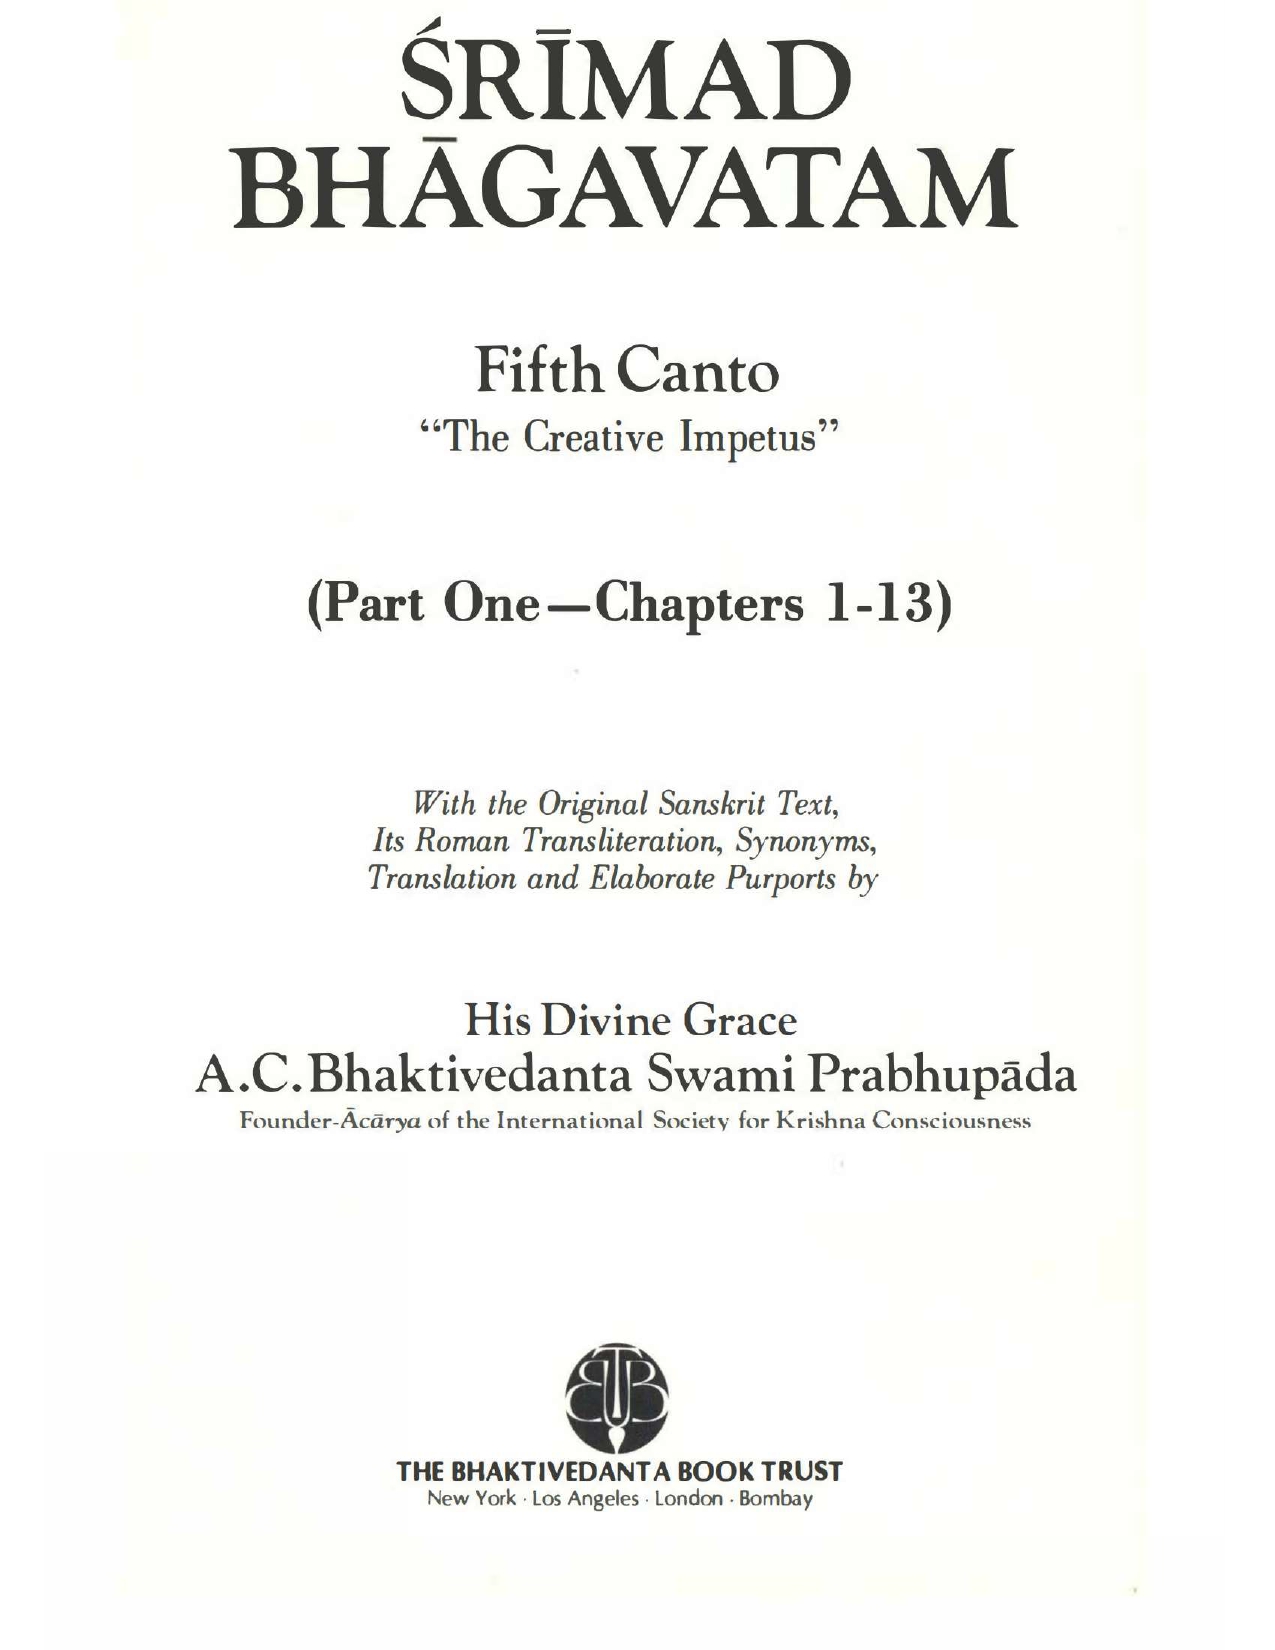 ŚRĪMAD
BHĀGAVATAM
Fifth Canto
“The Creative Impetus”
(Part One—Chapters 1-13)
With the Original Sanskrit Text,
Its Roman Transliteration, Synonyms,
Translation and Elaborate Purports by
His Divine Grace
A.C. Bhaktivedanta Swami Prabhupāda
Founder-Ācārya of the International Society for Krishna Consciousness
BBT
THE BHAKTIVEDANTA BOOK TRUST
New York · Los Angeles · London · Bombay